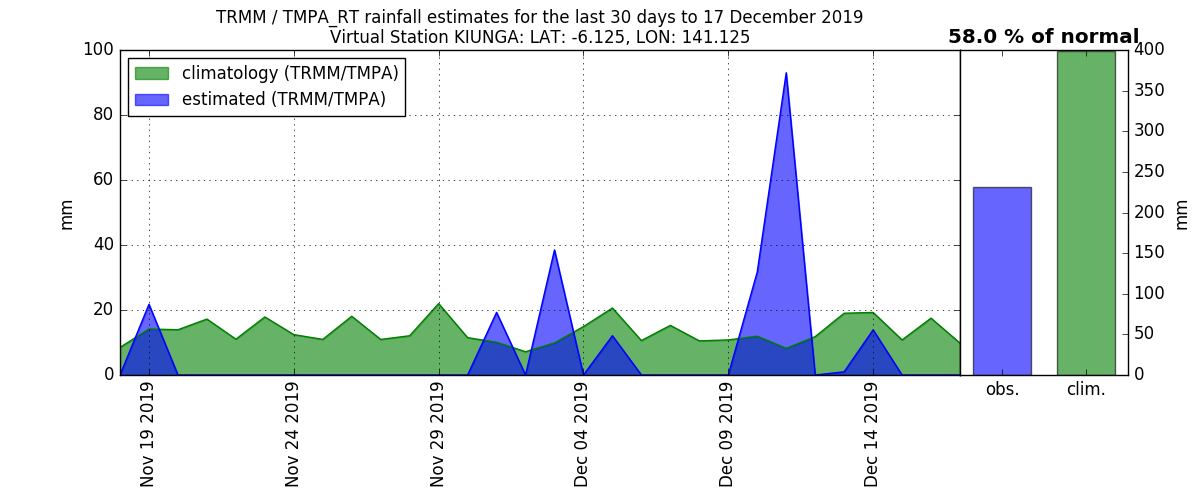 TRMM / TMPA_RT rainfall estimates for the last 30 days to 17 December 2019
Virtual Station KIUNGA: LAT: -6.125, LON: 141.125
58.0 % of normal
climatology (TRMM/TMPA)
estimated (TRMM/TMPA)
100
80
60
40
20
0
mm
400
350
300
250
200
150
100
50
0
mm
Nov 19 2019
Nov 24 2019
Nov 29 2019
Dec 04 2019
Dec 09 2019
Dec 14 2019
obs.
clim.